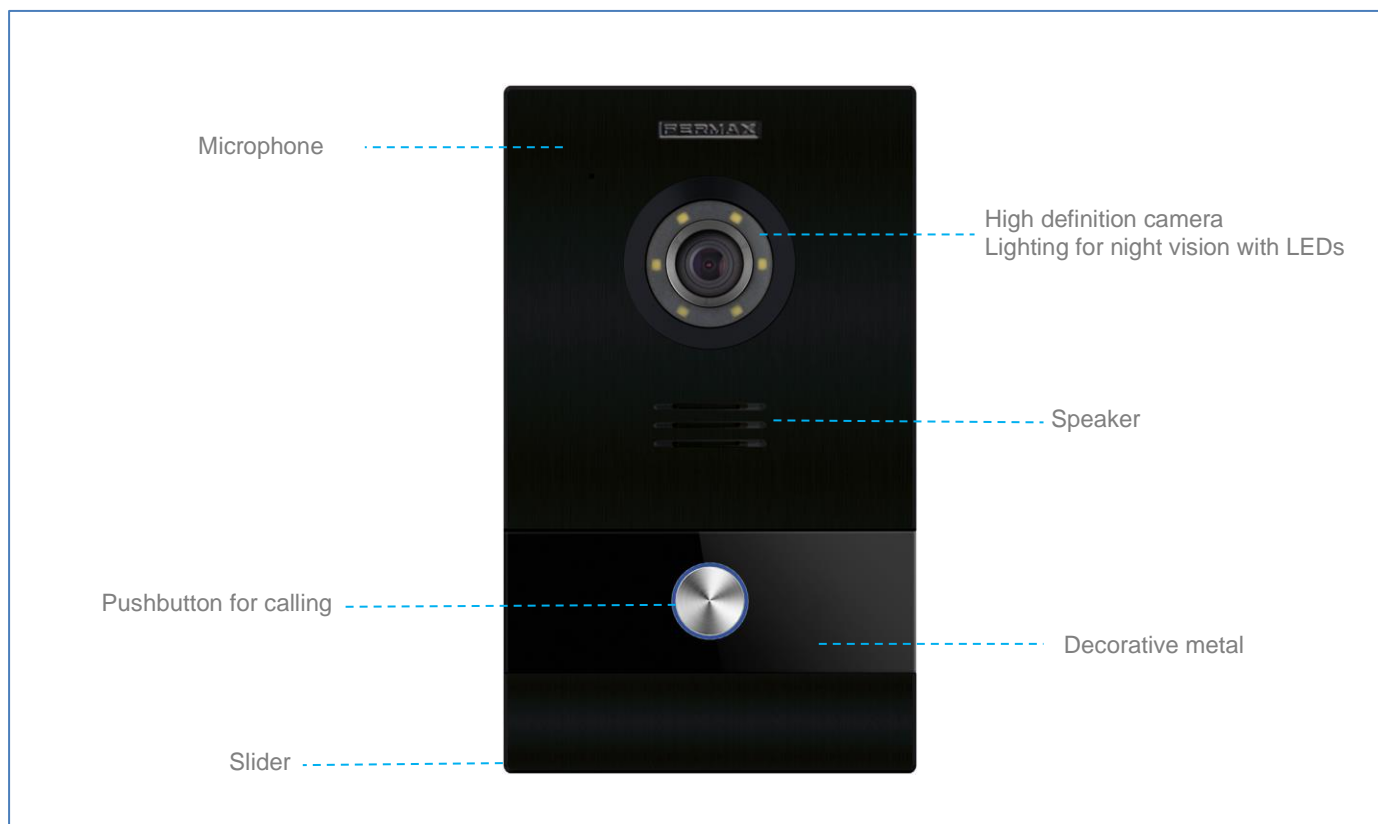 FERMAX
Microphone
High definition camera
Lighting for night vision with LEDs
Speaker
Pushbutton for calling
Decorative metal
Slider